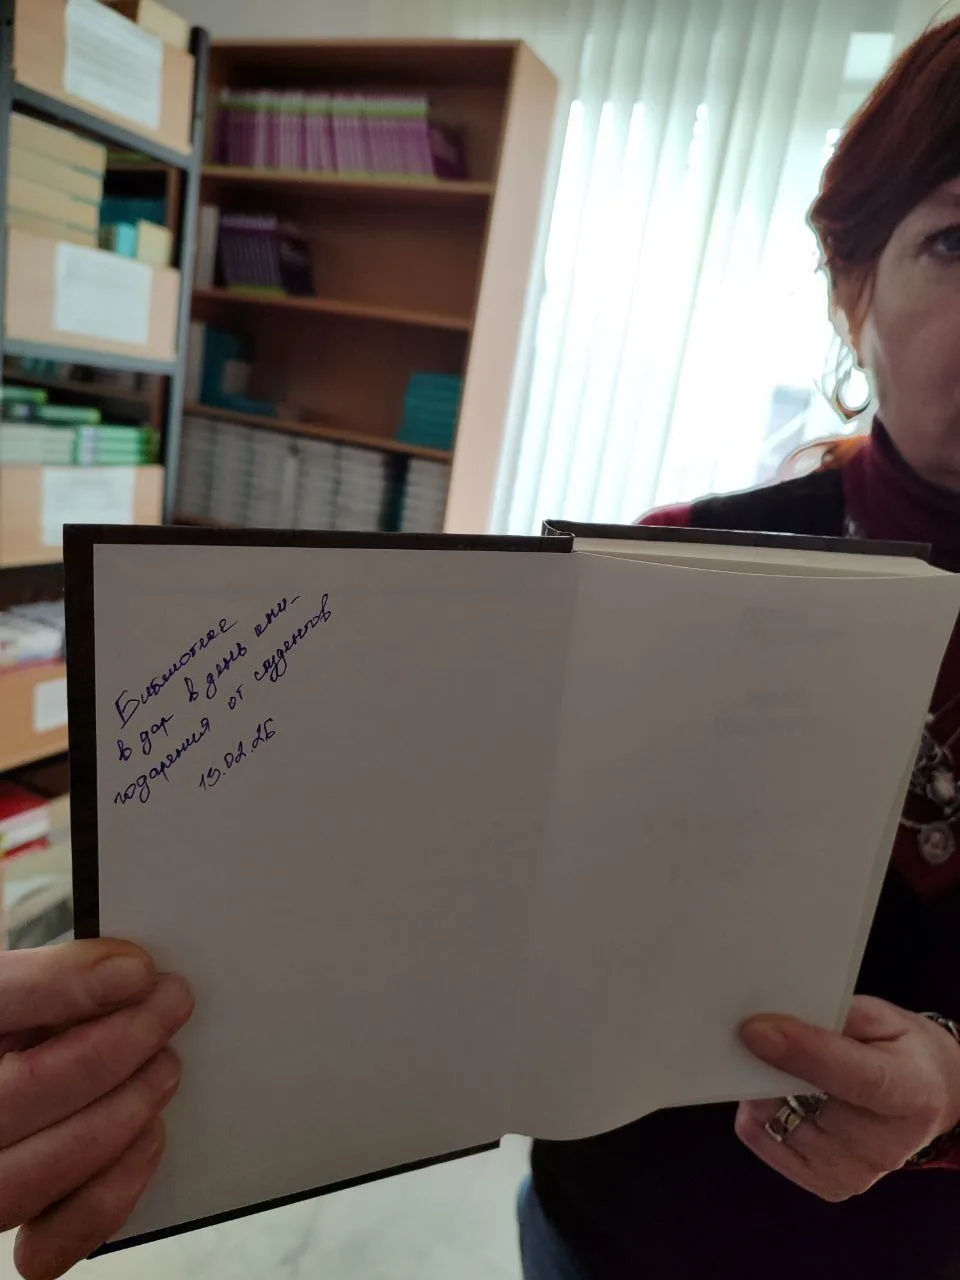 Библиотеке
в дар в день кни-
годарения от студентов
13.02.26